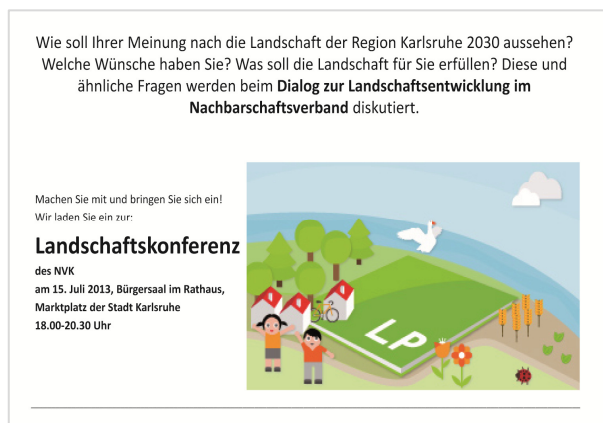 Wie soll Ihrer Meinung nach die Landschaft der Region Karlsruhe 2030 aussehen?
Welche Wünsche haben Sie? Was soll die Landschaft für Sie erfüllen? Diese und
ähnliche Fragen werden beim Dialog zur Landschaftsentwicklung im
Nachbarschaftsverband diskutiert.
Machen Sie mit und bringen Sie sich ein!
Wir laden Sie ein zur:
Landschaftskonferenz
des NVK
am 15. Juli 2013, Bürgersaal im Rathaus,
Marktplatz der Stadt Karlsruhe
18.00-20.30 Uhr
LP